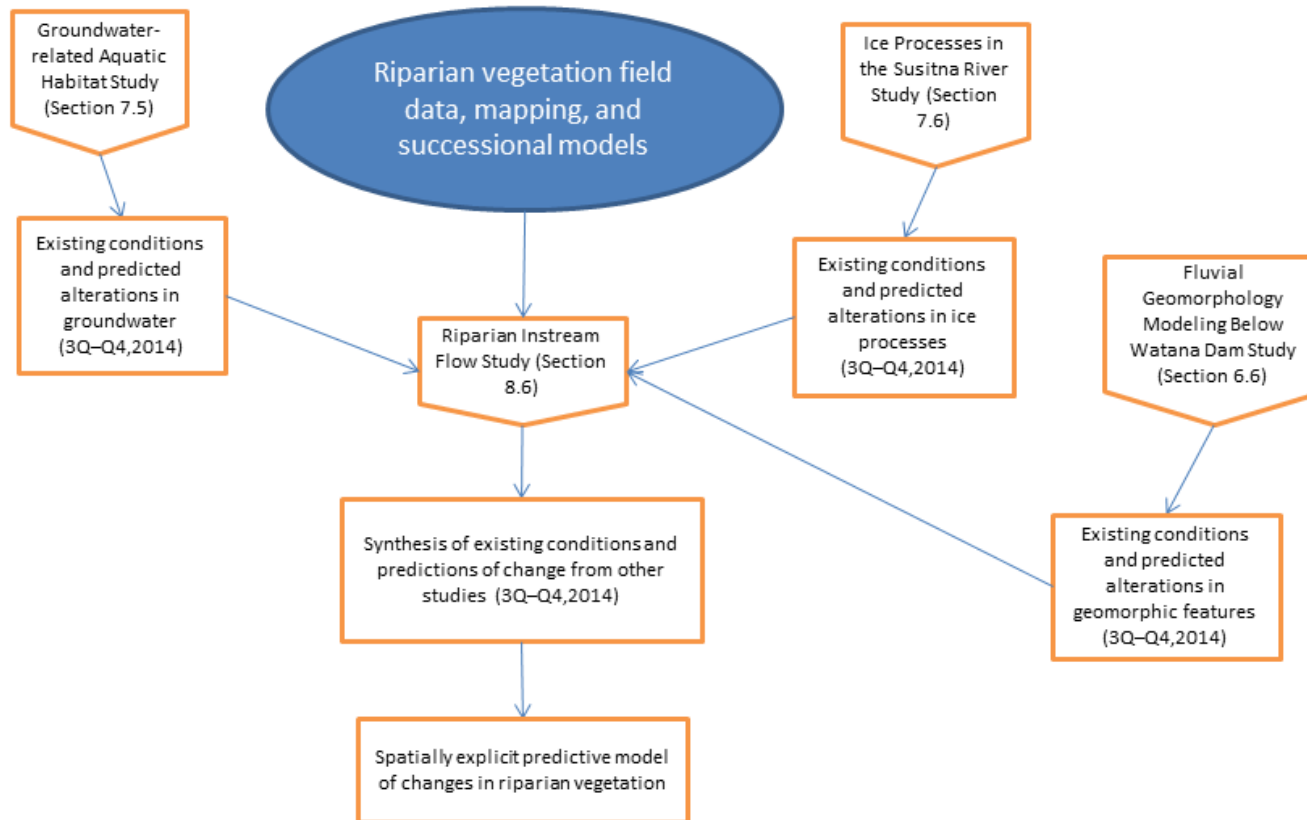 Groundwater-
related Aquatic
Habitat Study
(Section 7.5)
Riparian vegetation field
data, mapping, and
successional models
Ice Processes in
the Susitna River
Study (Section
7.6)
Existing conditions
and predicted
alterations in
groundwater
(3Q–Q4,2014)
Riparian Instream
Flow Study (Section
8.6)
Existing conditions
and predicted
alterations in ice
processes
(3Q–Q4,2014)
Fluvial
Geomorphology
Modeling Below
Watana Dam Study
(Section 6.6)
Synthesis of existing conditions and
predictions of change from other
studies (3Q–Q4,2014)
Existing conditions
and predicted
alterations in
geomorphic features
(3Q–Q4,2014)
Spatially explicit predictive model
of changes in riparian vegetation